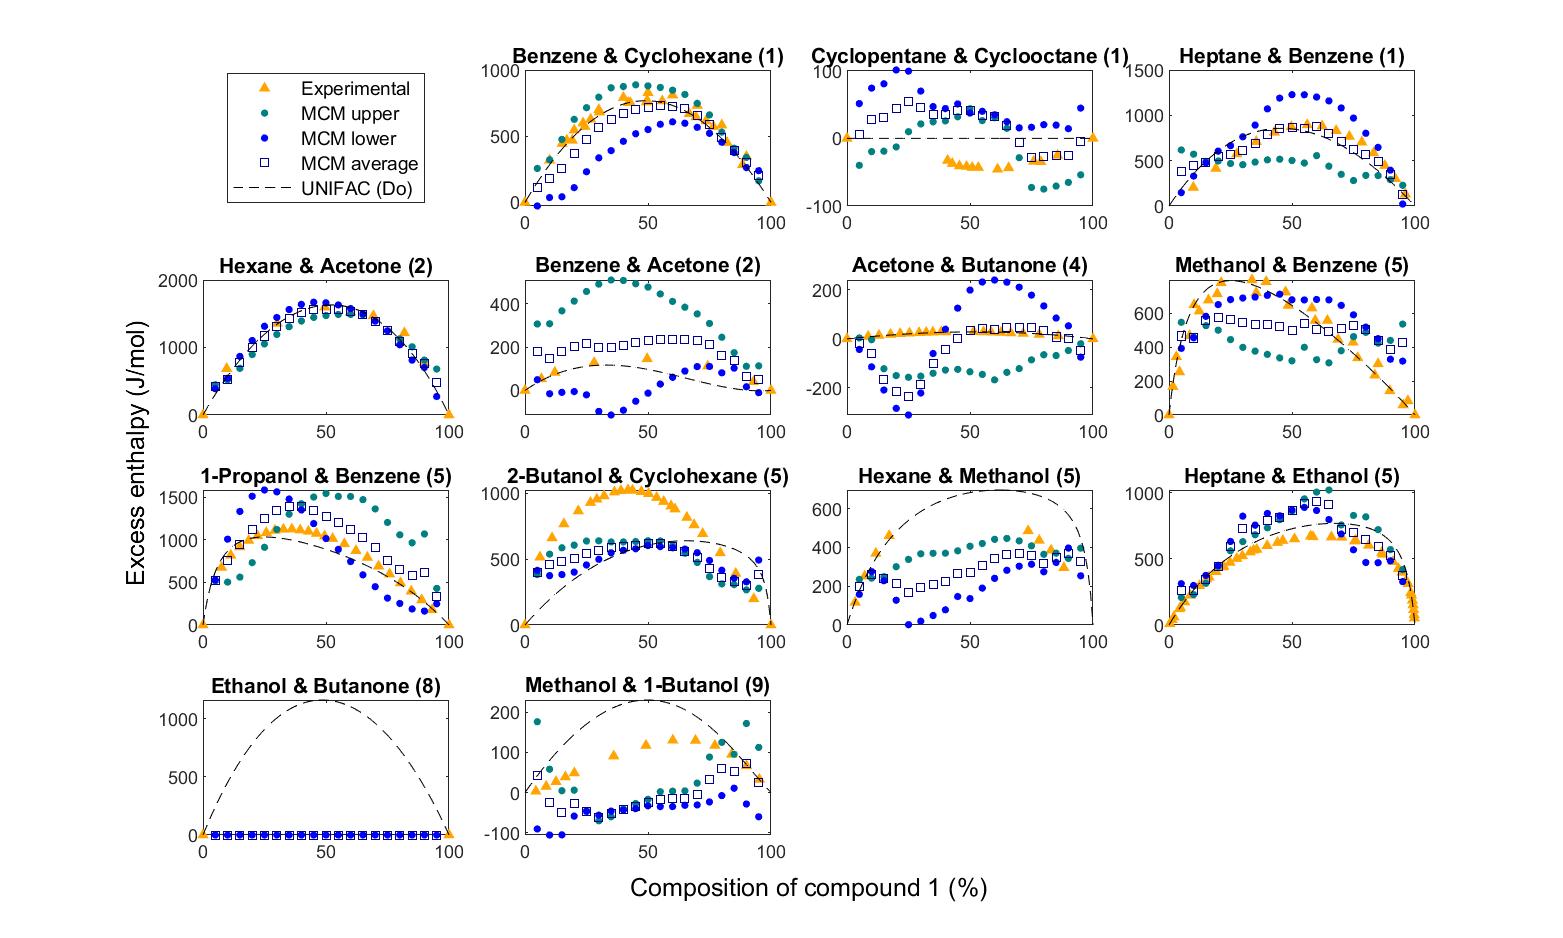 Experimental
MCM upper
MCM lower
MCM average
UNIFAC (Do)
Benzene & Cyclohexane (1)
1000
500
0
0 50 100
Cyclopentane & Cyclooctane (1)
100
0
-100
0 50 100
Heptane & Benzene (1)
1500
1000
500
0
0 50 100
Hexane & Acetone (2)
2000
1000
0
0 50 100
Benzene & Acetone (2)
400
200
0
0 50 100
Acetone & Butanone (4)
200
0
-200
0 50 100
Methanol & Benzene (5)
600
400
200
0
0 50 100
1-Propanol & Benzene (5)
1500
1000
500
0
0 50 100
2-Butanol & Cyclohexane (5)
1000
500
0
0 50 100
Hexane & Methanol (5)
600
400
200
0
0 50 100
Heptane & Ethanol (5)
1000
500
0
0 50 100
Ethanol & Butanone (8)
1000
500
0
0 50 100
Methanol & 1-Butanol (9)
200
100
0
-100
0 50 100
Excess enthalpy (J/mol)
Composition of compound 1 (%)